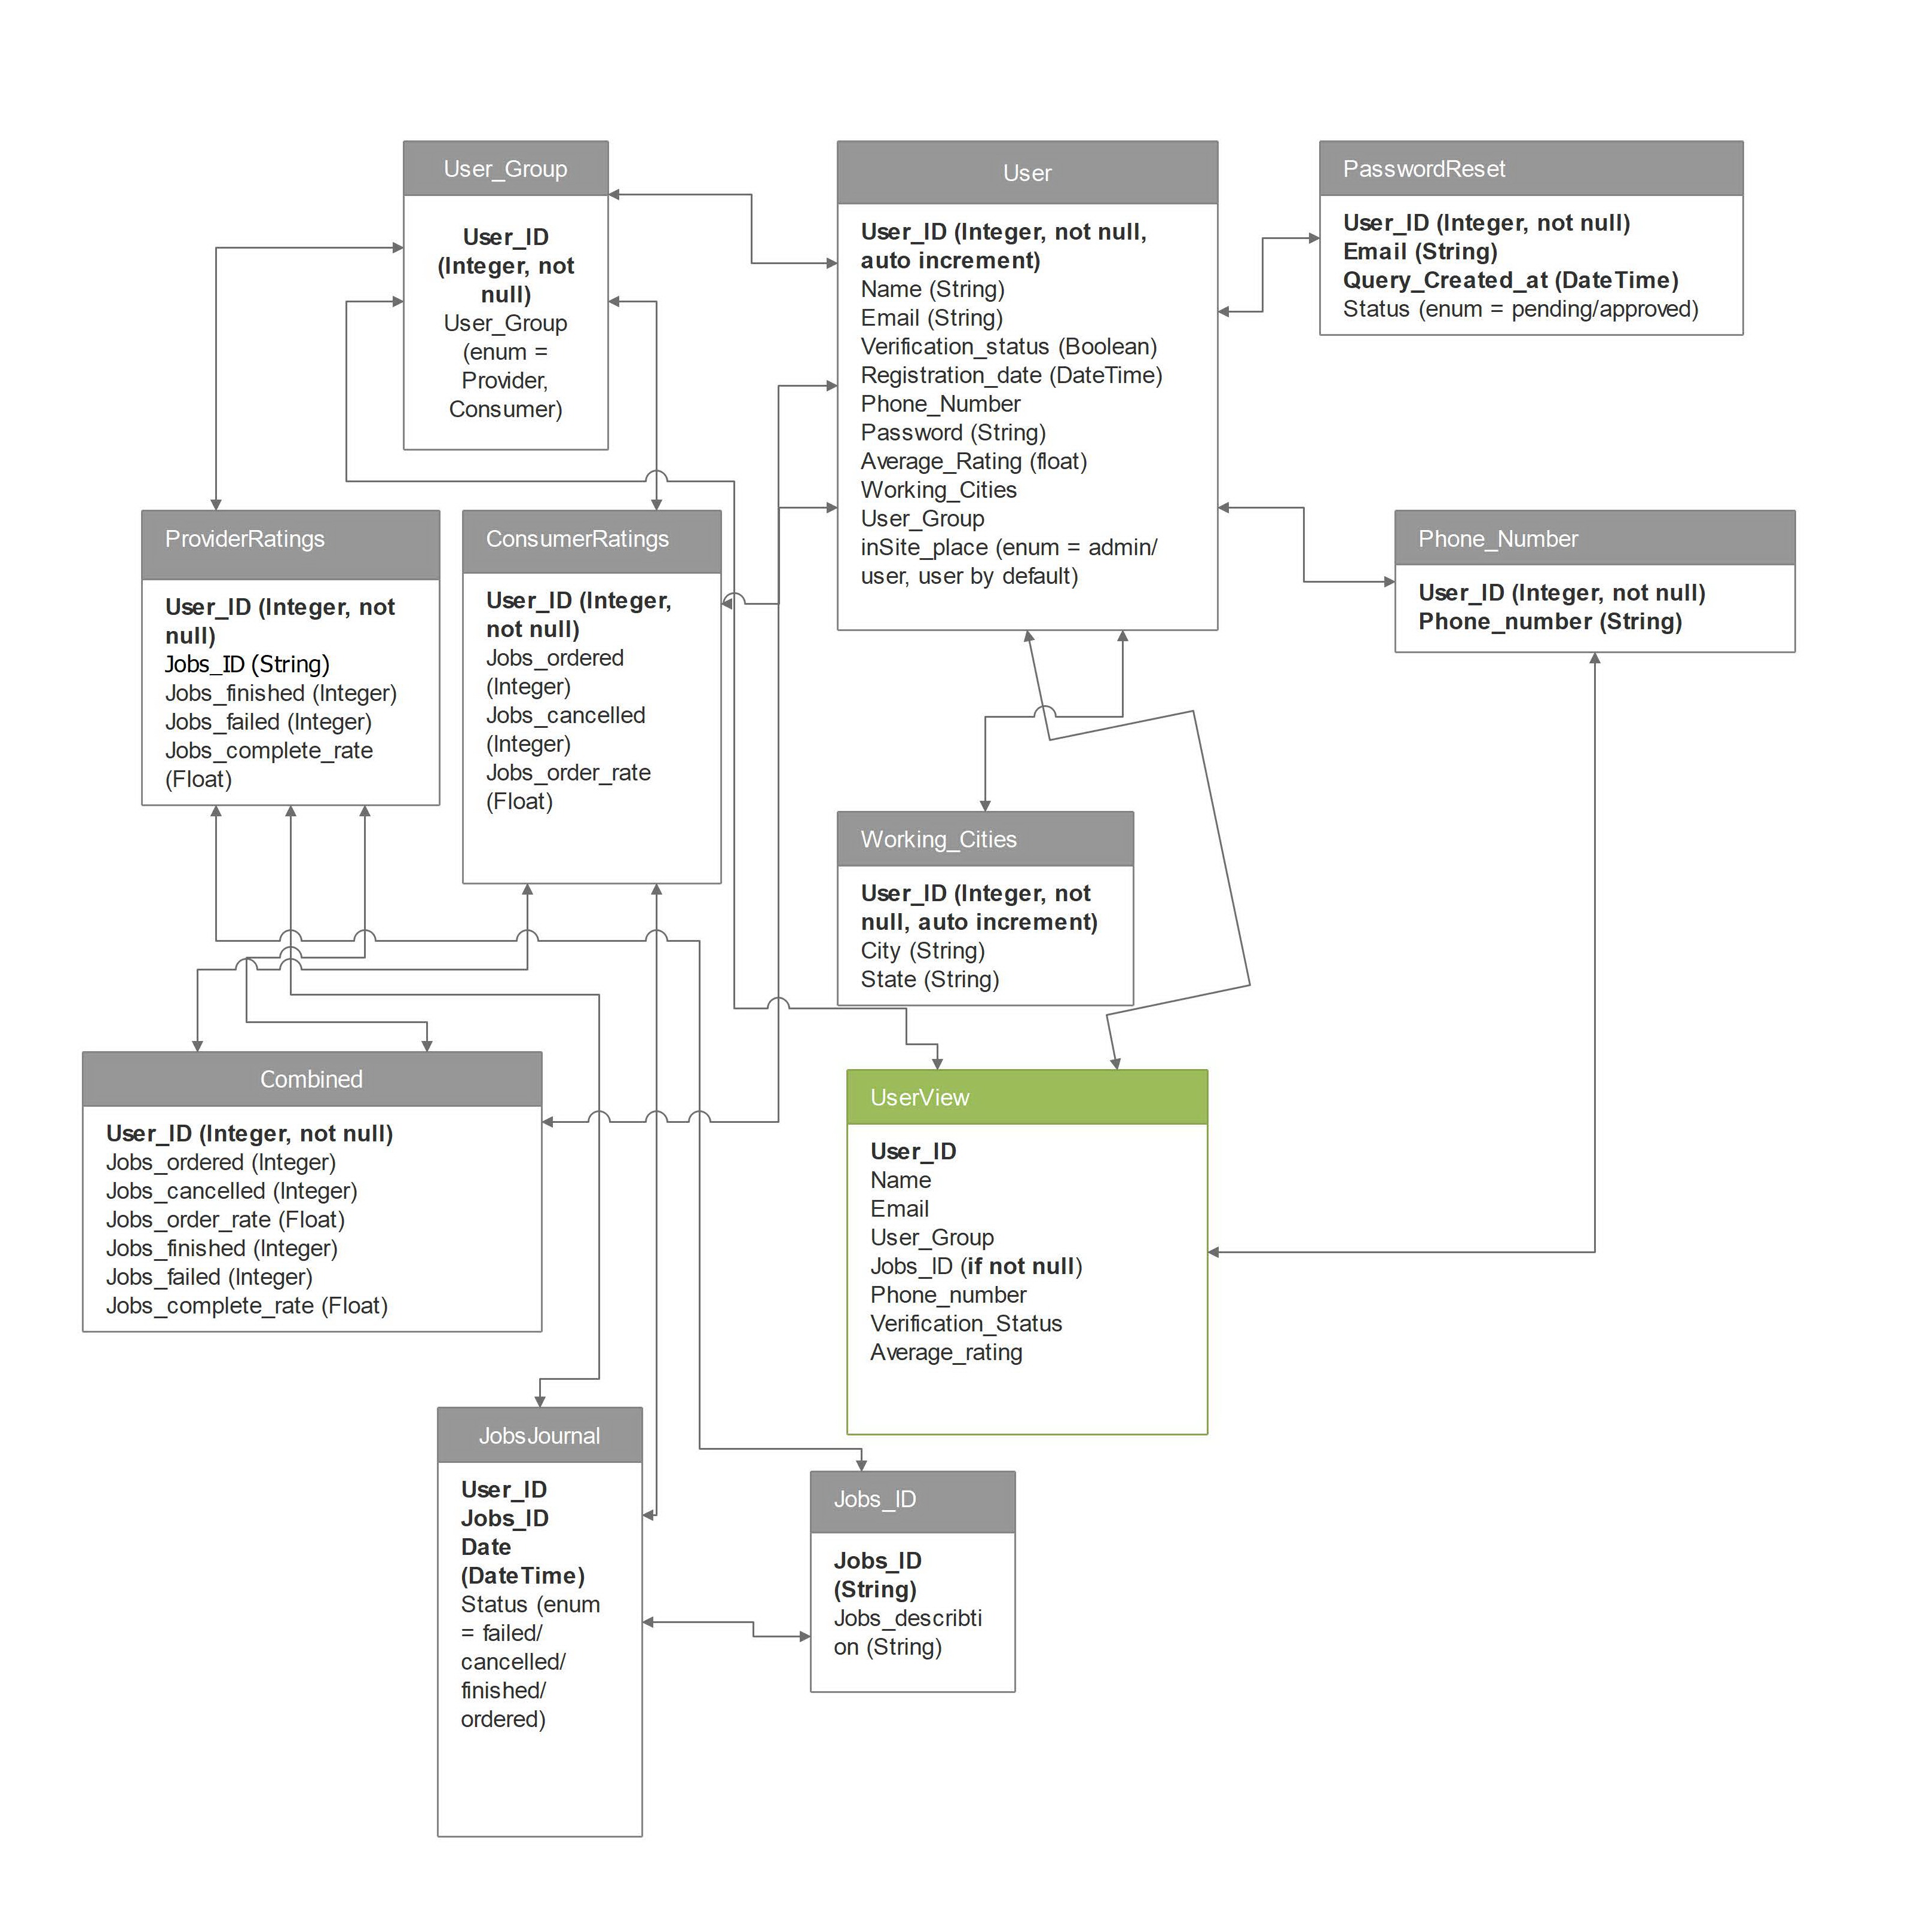 User_Group
User_ID
(Integer, not
null)
User_Group
(enum =
Provider,
Consumer)
User
User_ID (Integer, not null,
auto increment)
Name (String)
Email (String)
Verification_status (Boolean)
Registration_date (DateTime)
Phone_Number
Password (String)
Average_Rating (float)
Working_Cities
User_Group
inSite_place (enum = admin/
user, user by default)
PasswordReset
User_ID (Integer, not null)
Email (String)
Query_Created_at (DateTime)
Status (enum = pending/approved)
ProviderRatings
User_ID (Integer, not
null)
Jobs_ID (String)
Jobs_finished (Integer)
Jobs_failed (Integer)
Jobs_complete_rate
(Float)
ConsumerRatings
User_ID (Integer,
not null)
Jobs_ordered
(Integer)
Jobs_cancelled
(Integer)
Jobs_order_rate
(Float)
Phone_Number
User_ID (Integer, not null)
Phone_number (String)
Working_Cities
User_ID (Integer, not
null, auto increment)
City (String)
State (String)
Combined
User_ID (Integer, not null)
Jobs_ordered (Integer)
Jobs_cancelled (Integer)
Jobs_order_rate (Float)
Jobs_finished (Integer)
Jobs_failed (Integer)
Jobs_complete_rate (Float)
UserView
User_ID
Name
Email
User_Group
Jobs_ID (if not null)
Phone_number
Verification_Status
Average_rating
JobsJournal
User_ID
Jobs_ID
Date
(DateTime)
Status (enum
= failed/
cancelled/
finished/
ordered)
Jobs_ID
Jobs_ID
(String)
Jobs_describti
on (String)